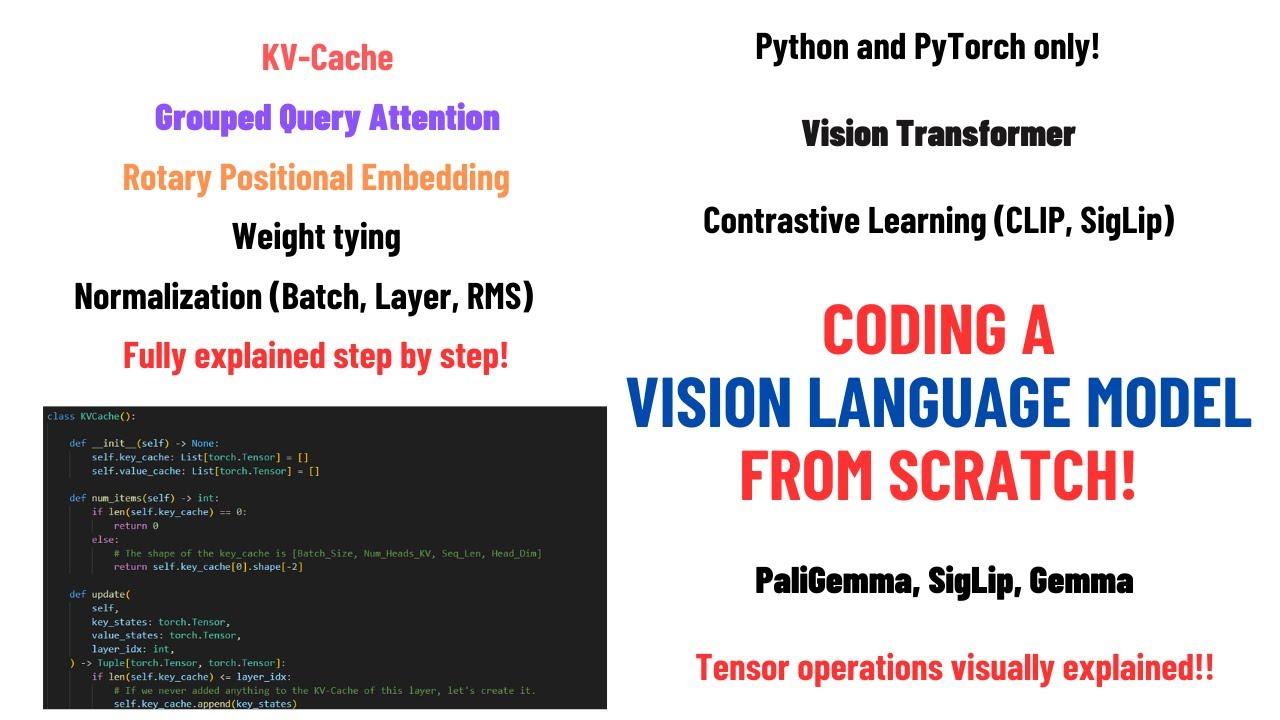 KV-Cache
Grouped Query Attention
Rotary Positional Embedding
Weight tying
Normalization (Batch, Layer, RMS)
Fully explained step by step!
class KVCache():
def __init__(self) -> None:
self.key_cache: List[torch.Tensor] = []
self.value_cache: List[torch.Tensor] = []
def num_items(self) -> int:
if len(self.key_cache) == 0:
return 0
else:
# The shape of the key_cache is [Batch_Size, Num_Heads_KV, Seq_Len, Head_Dim]
return self.key_cache[0].shape[-2]
def update(
self,
key_states: torch.Tensor,
value_states: torch.Tensor,
layer_idx: int,
) -> Tuple[torch.Tensor, torch.Tensor]:
if len(self.key_cache) <= layer_idx:
# If we never added anything to the KV-Cache of this layer, let's create it.
self.key_cache.append(key_states)
Python and PyTorch only!
Vision Transformer
Contrastive Learning (CLIP, SigLip)
CODING A
VISION LANGUAGE MODEL
FROM SCRATCH!
PaliGemma, SigLip, Gemma
Tensor operations visually explained!!